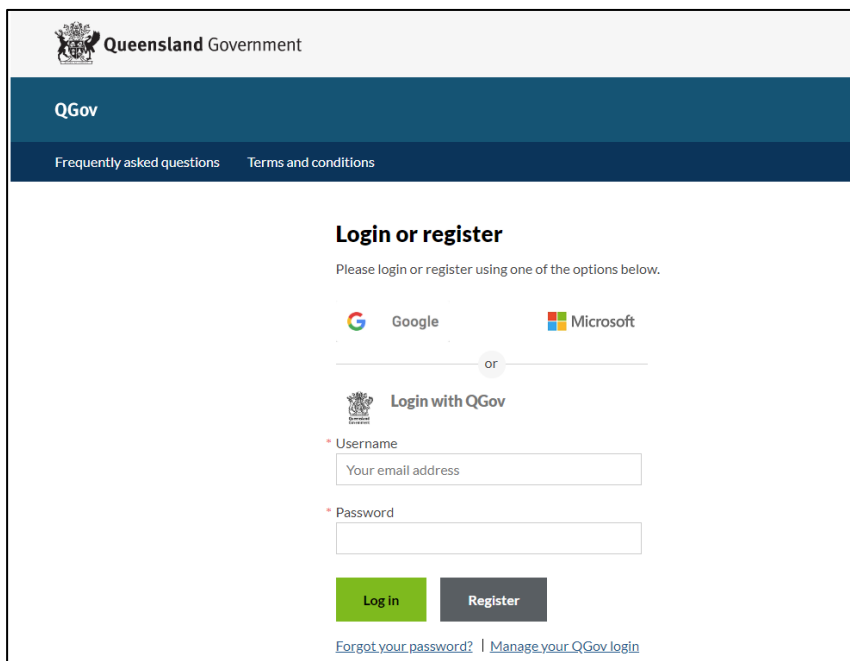 Queensland Government
QGov
Frequently asked questions Terms and conditions
Login or register
Please login or register using one of the options below.
Google Microsoft
or
Login with QGov
* Username
Your email address
* Password
Log in Register
Forgot your password? | Manage your QGov login